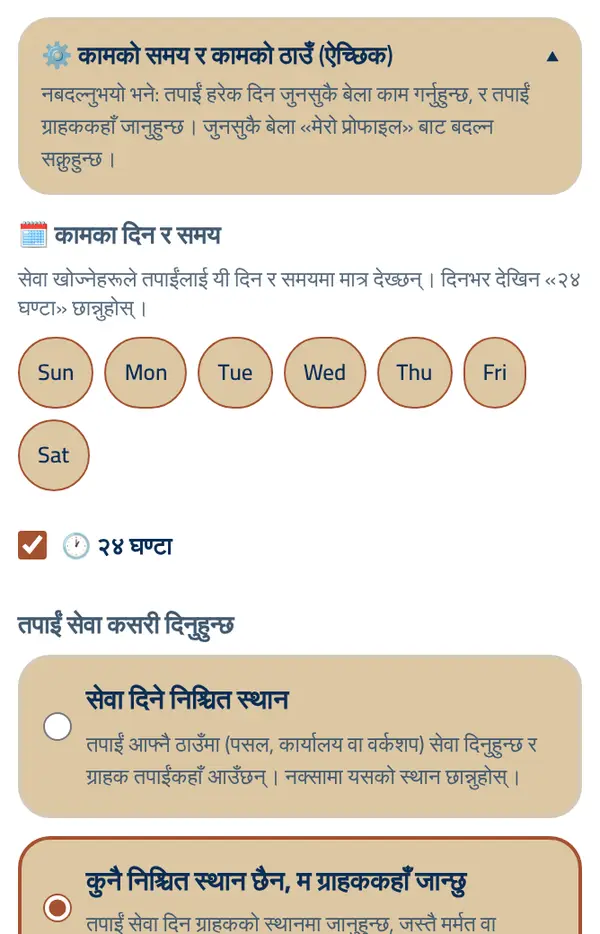 कामको समय र कामको ठाउँ (ऐच्छिक)
नबदल्नुभयो भने: तपाईं हरेक दिन जुनसुकै बेला काम गर्नुहुन्छ, र तपाईं
ग्राहककहाँ जानुहुन्छ । जुनसुकै बेला «मेरो प्रोफाइल» बाट बदल्न
सक्नुहुन्छ ।
कामका दिन र समय
सेवा खोज्नेहरूले तपाईंलाई यी दिन र समयमा मात्र देख्छन् । दिनभर देखिन «२४
घण्टा» छान्नुहोस् ।
Sun Mon Tue Wed Thu Fri
Sat
२४ घण्टा
तपाईं सेवा कसरी दिनुहुन्छ
सेवा दिने निश्चित स्थान
तपाईं आफ्नै ठाउँमा (पसल, कार्यालय वा वर्कशप) सेवा दिनुहुन्छ र
ग्राहक तपाईंकहाँ आउँछन् । नक्सामा यसको स्थान छान्नुहोस् ।
कुनै निश्चित स्थान छैन, म ग्राहककहाँ जान्छु
तपाईं सेवा दिन ग्राहकको स्थानमा जानुहुन्छ, जस्तै मर्मत वा